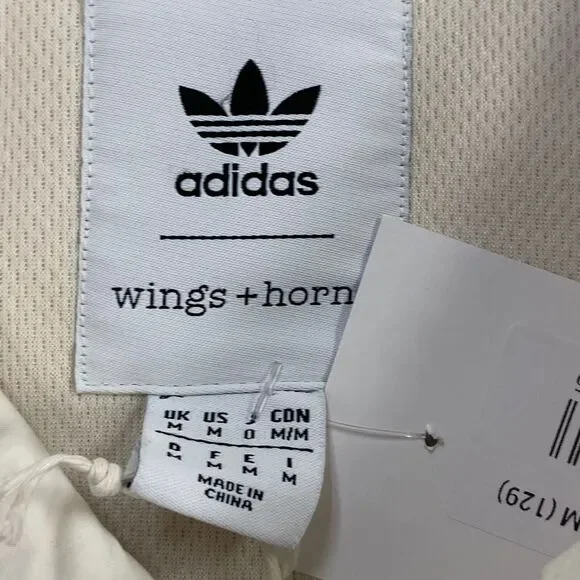 adidas
wings + horn
UK US J CDN
M M O M/M
D F E I
M M M M
MADE IN
CHINA
M (129)